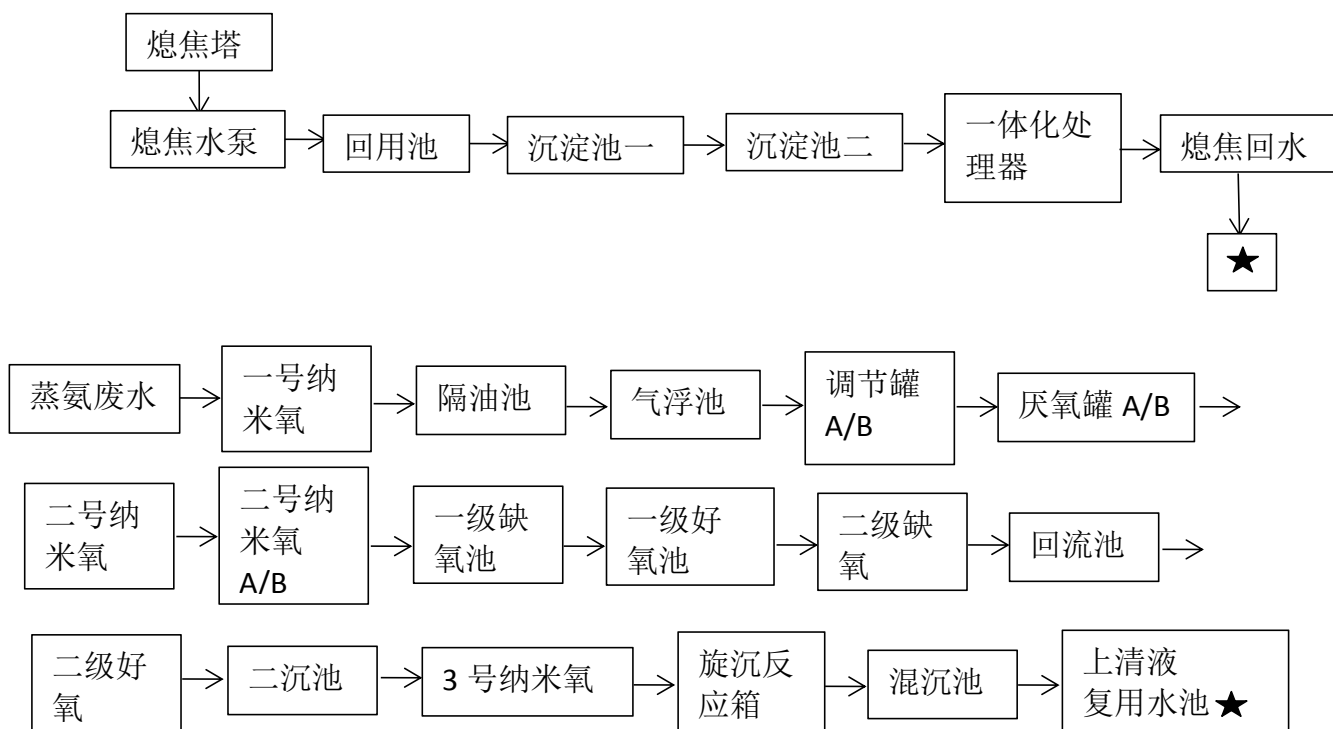 熄焦塔
熄焦水泵
回用池
沉淀池一
沉淀池二
一体化处
理器
熄焦回水
★
蒸氨废水
一号纳
米氧
隔油池
气浮池
调节罐
A/B
厌氧罐 A/B
二号纳
米氧
二号纳
米氧
A/B
一级缺
氧池
一级好
氧池
二级缺
氧
回流池
二级好
氧
二沉池
3 号纳米氧
旋沉反
应箱
混沉池
上清液
复用水池★